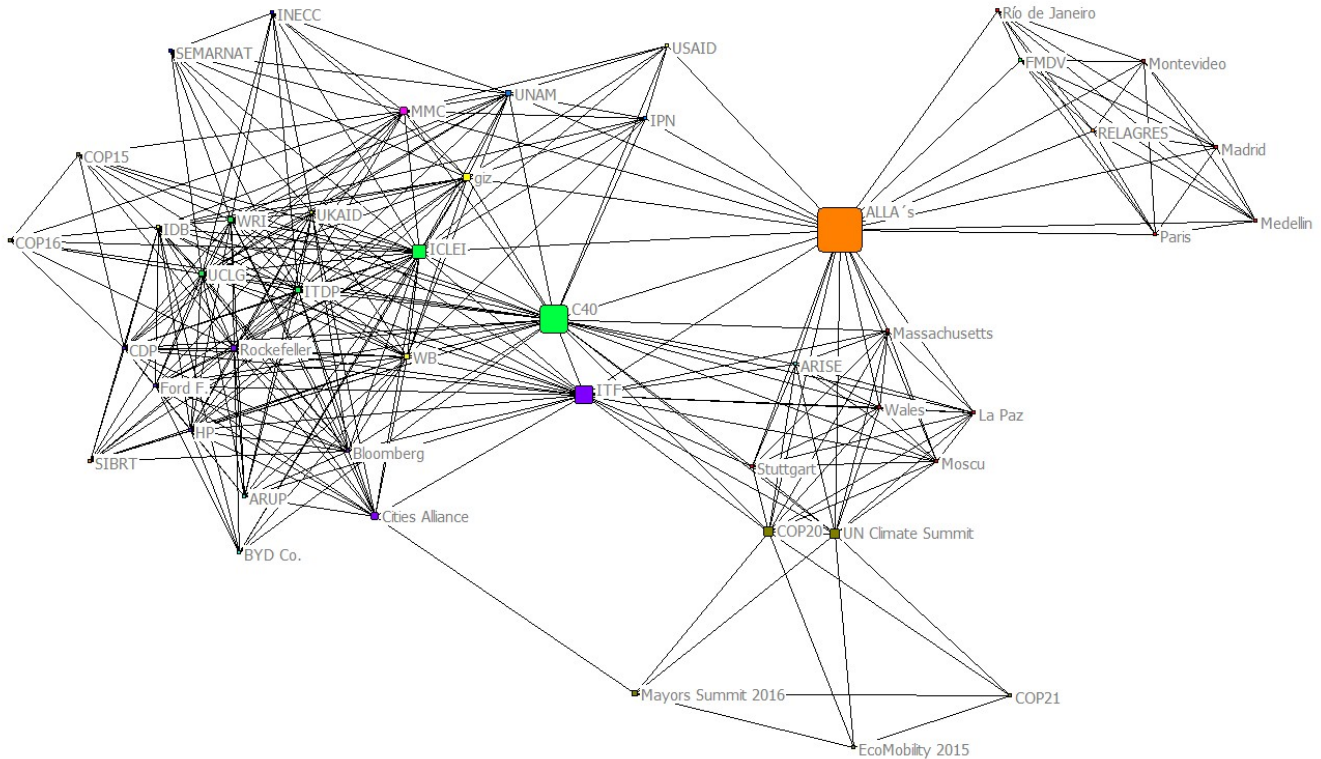 INECC
Río de Janeiro
SEMARNAT
USAID
FMDV
Montevideo
MMC
UNAM
IPN
RELAGRES
Madrid
COP15
giz
WRI
UKAID
ALLA´s
Medellin
IDB
Paris
COP16
ICLEI
UCLG
ITDP
C40
Massachusetts
CDP
Rockefeller
WB
ARISE
Ford F.
ITF
Wales
La Paz
HP
Bloomberg
SIBRT
Stuttgart
Moscu
ARUP
Cities Alliance
COP20
UN Climate Summit
BYD Co.
Mayors Summit 2016
COP21
EcoMobility 2015